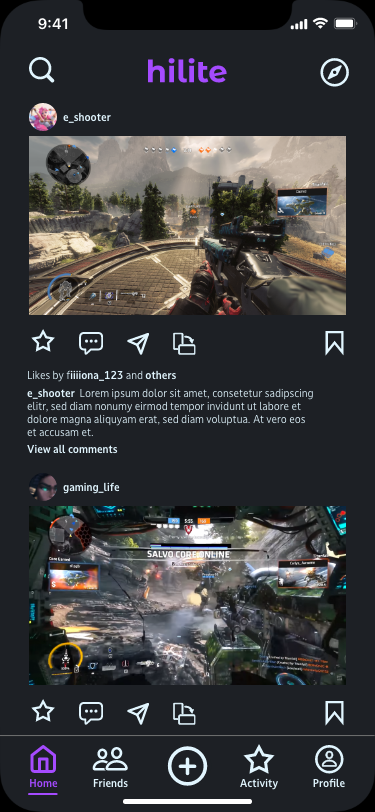 9:41
hilite
e_shooter
Likes by fiiiiona_123 and others
e_shooter Lorem ipsum dolor sit amet, consetetur sadipscing
elitr, sed diam nonumy eirmod tempor invidunt ut labore et
dolore magna aliquyam erat, sed diam voluptua. At vero eos
et accusam et.
View all comments
gaming_life
5:55
SALVO CORE ONLINE
Home
Friends
Activity
Profile